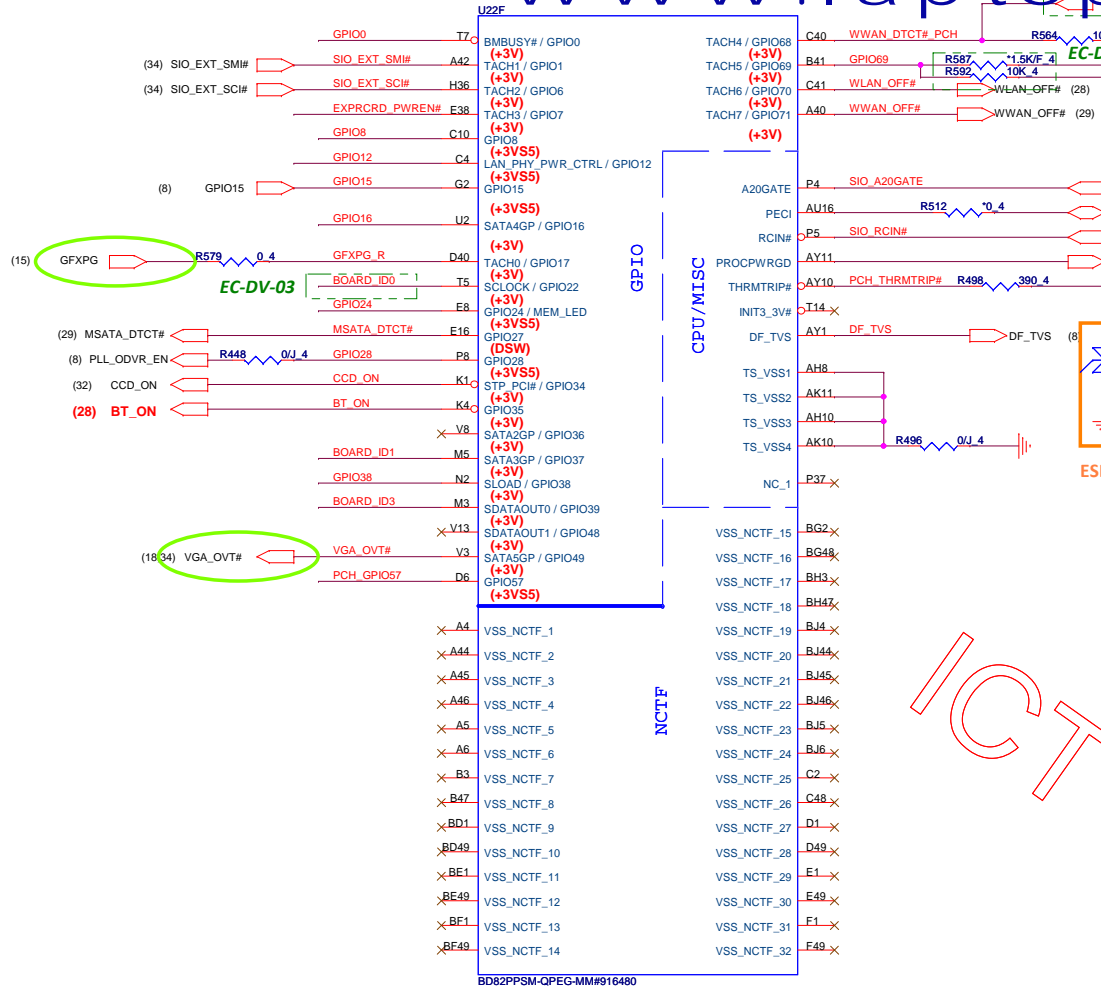 www.laptop
U22F
GPIO0 T7 BMBUSY# / GPIO0 TACH4 / GPIO68 C40 WWAN_DTCT#_PCH R564
(+3V) (+3V)
(34) SIO_EXT_SMI# SIO_EXT_SMI# A42 TACH1 / GPIO1 TACH5 / GPIO69 B41 GPIO69 R587 *1.5K/F_4
(+3V) (+3V) R592 10K_4
(34) SIO_EXT_SCI# SIO_EXT_SCI# H36 TACH2 / GPIO6 TACH6 / GPIO70 C41 WLAN_OFF# WLAN_OFF# (28)
(+3V) (+3V)
EXPRCRD_PWREN# E38 TACH3 / GPIO7 TACH7 / GPIO71 A40 WWAN_OFF# WWAN_OFF# (29)
(+3V) (+3V)
GPIO8 C10 GPIO8
(+3VS5)
GPIO12 C4 LAN_PHY_PWR_CTRL / GPIO12
(+3VS5)
(8) GPIO15 GPIO15 G2 GPIO15 A20GATE P4 SIO_A20GATE
(+3VS5) PECI AU16 R512 *0_4
GPIO16 U2 SATA4GP / GPIO16
(+3V) RCIN# P5 SIO_RCIN#
(15) GFXPG R579 0_4 GFXPG_R D40 TACH0 / GPIO17 PROCPWRGD AY11
(+3V)
EC-DV-03 BOARD_ID0 T5 SCLOCK / GPIO22 THRMTRIP# AY10 PCH_THRMTRIP# R498 390_4
(+3V)
GPIO24 E8 GPIO24 / MEM_LED INIT3_3V# T14
(+3VS5)
(29) MSATA_DTCT# MSATA_DTCT# E16 GPIO27 DF_TVS AY1 DF_TVS DF_TVS (8
(DSW)
(8) PLL_ODVR_EN R448 0/J_4 GPIO28 P8 GPIO28
(+3VS5) TS_VSS1 AH8
(32) CCD_ON CCD_ON K1 STP_PCI# / GPIO34
(+3V) TS_VSS2 AK11
(28) BT_ON BT_ON K4 GPIO35
(+3V) TS_VSS3 AH10
V8 SATA2GP / GPIO36
(+3V) TS_VSS4 AK10 R496 0/J_4
BOARD_ID1 M5 SATA3GP / GPIO37
(+3V)
GPIO38 N2 SLOAD / GPIO38 NC_1 P37
(+3V)
BOARD_ID3 M3 SDATAOUT0 / GPIO39
(+3V)
V13 SDATAOUT1 / GPIO48 VSS_NCTF_15 BG2
(+3V)
(18,34) VGA_OVT# VGA_OVT# V3 SATA5GP / GPIO49 VSS_NCTF_16 BG48
(+3V)
PCH_GPIO57 D6 GPIO57 VSS_NCTF_17 BH3
(+3VS5)
VSS_NCTF_18 BH47
A4 VSS_NCTF_1 VSS_NCTF_19 BJ4
A44 VSS_NCTF_2 VSS_NCTF_20 BJ44
A45 VSS_NCTF_3 VSS_NCTF_21 BJ45
A46 VSS_NCTF_4 VSS_NCTF_22 BJ46
A5 VSS_NCTF_5 VSS_NCTF_23 BJ5
A6 VSS_NCTF_6 VSS_NCTF_24 BJ6
B3 VSS_NCTF_7 VSS_NCTF_25 C2
B47 VSS_NCTF_8 VSS_NCTF_26 C48
BD1 VSS_NCTF_9 VSS_NCTF_27 D1
BD49 VSS_NCTF_10 VSS_NCTF_28 D49
BE1 VSS_NCTF_11 VSS_NCTF_29 E1
BE49 VSS_NCTF_12 VSS_NCTF_30 E49
BF1 VSS_NCTF_13 VSS_NCTF_31 F1
BF49 VSS_NCTF_14 VSS_NCTF_32 F49
GPIO
CPU/MISC
NCTF
ICT
BD82PPSM-QPEG-MM#916480